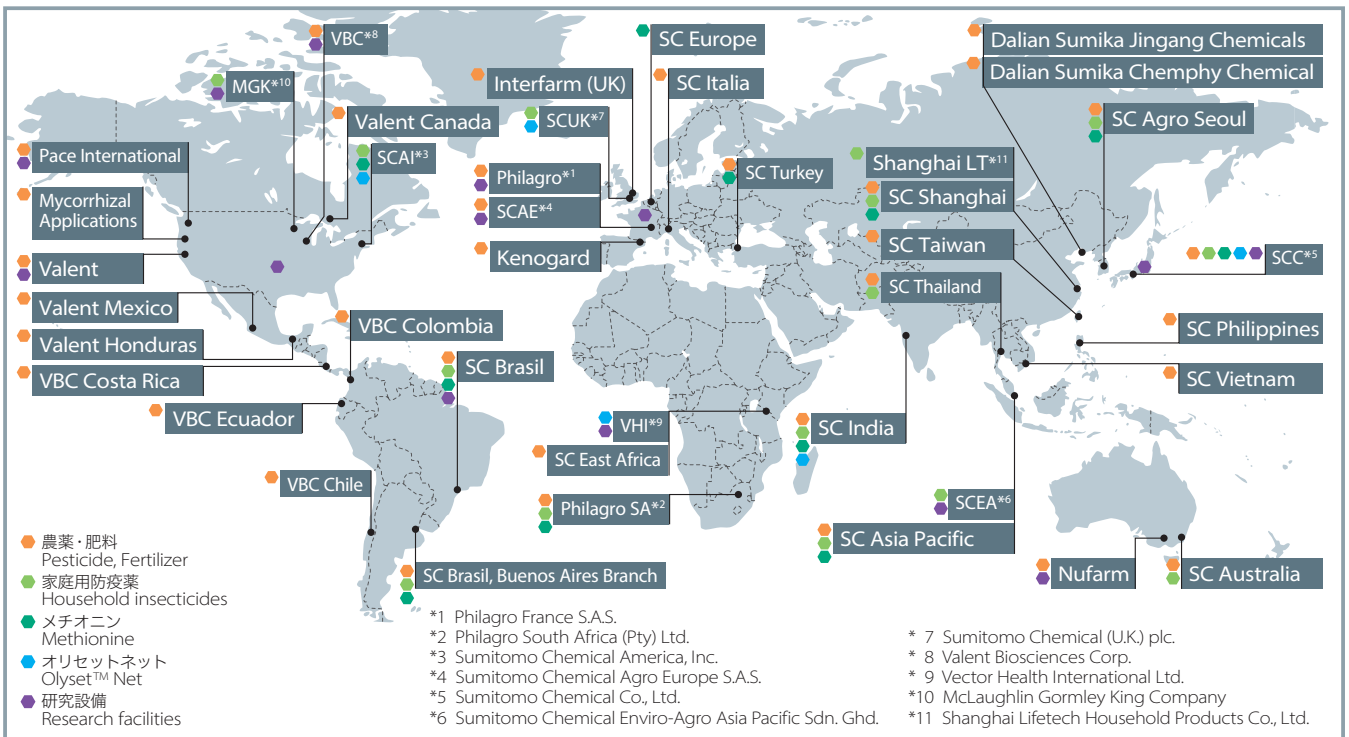 VBC*8
MGK*10
Valent Canada
SCAI*3
Pace International
Mycorrhizal
Applications
Valent
Valent Mexico
Valent Honduras
VBC Costa Rica
VBC Ecuador
VBC Colombia
SC Brasil
VBC Chile
SC Brasil, Buenos Aires Branch
SC Europe
Interfarm (UK)
SC Italia
SCUK*7
Philagro*1
SCAE*4
Kenogard
SC Turkey
VHI*9
SC East Africa
Philagro SA*2
SC India
Dalian Sumika Jingang Chemicals
Dalian Sumika Chemphy Chemical
SC Agro Seoul
Shanghai LT*11
SC Shanghai
SC Taiwan
SC Thailand
SCC*5
SC Philippines
SC Vietnam
SCEA*6
SC Asia Pacific
Nufarm
SC Australia
農薬・肥料
Pesticide, Fertilizer
家庭用防疫薬
Household insecticides
メチオニン
Methionine
オリセットネット
Olyset™ Net
研究設備
Research facilities
*1 Philagro France S.A.S.
*2 Philagro South Africa (Pty) Ltd.
*3 Sumitomo Chemical America, Inc.
*4 Sumitomo Chemical Agro Europe S.A.S.
*5 Sumitomo Chemical Co., Ltd.
*6 Sumitomo Chemical Enviro-Agro Asia Pacific Sdn. Ghd.
* 7 Sumitomo Chemical (U.K.) plc.
* 8 Valent Biosciences Corp.
* 9 Vector Health International Ltd.
*10 McLaughlin Gormley King Company
*11 Shanghai Lifetech Household Products Co., Ltd.